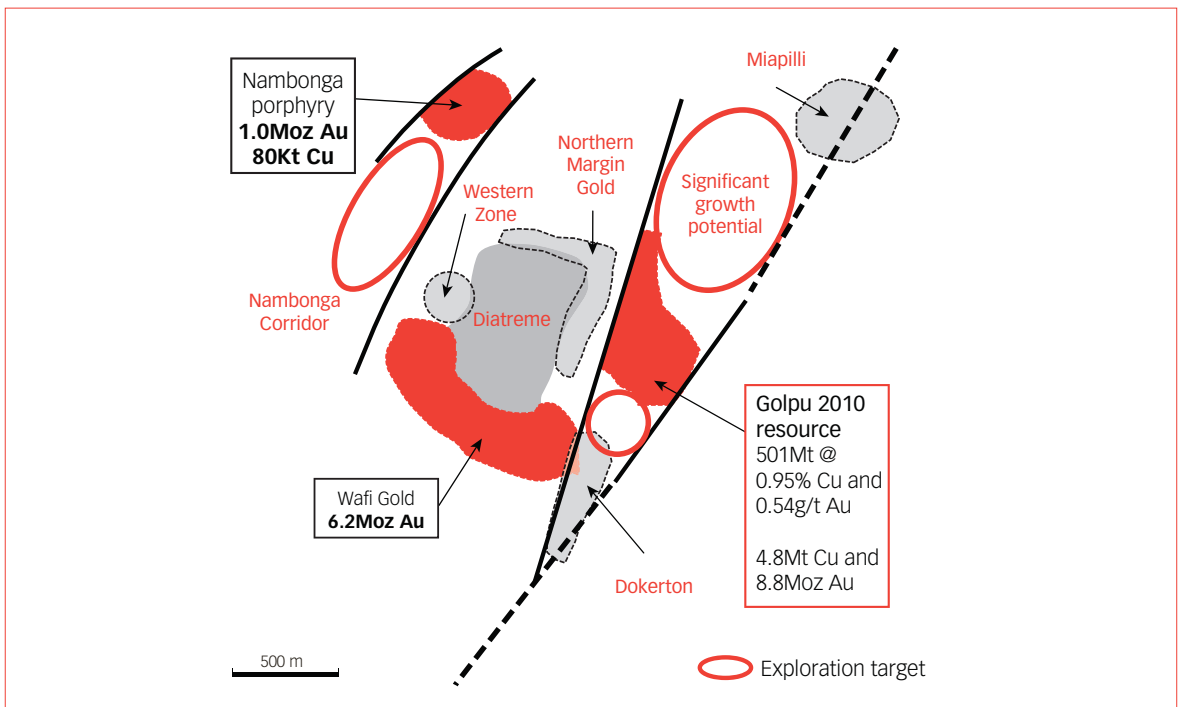 Nambonga
porphyry
1.0Moz Au
80Kt Cu
Miapilli
Northern
Margin
Gold
Significant
growth
potential
Western
Zone
Nambonga
Corridor
Diatreme
Golpu 2010
resource
501Mt @
0.95% Cu and
0.54g/t Au
4.8Mt Cu and
8.8Moz Au
Wafi Gold
6.2Moz Au
Dokerton
500 m
Exploration target